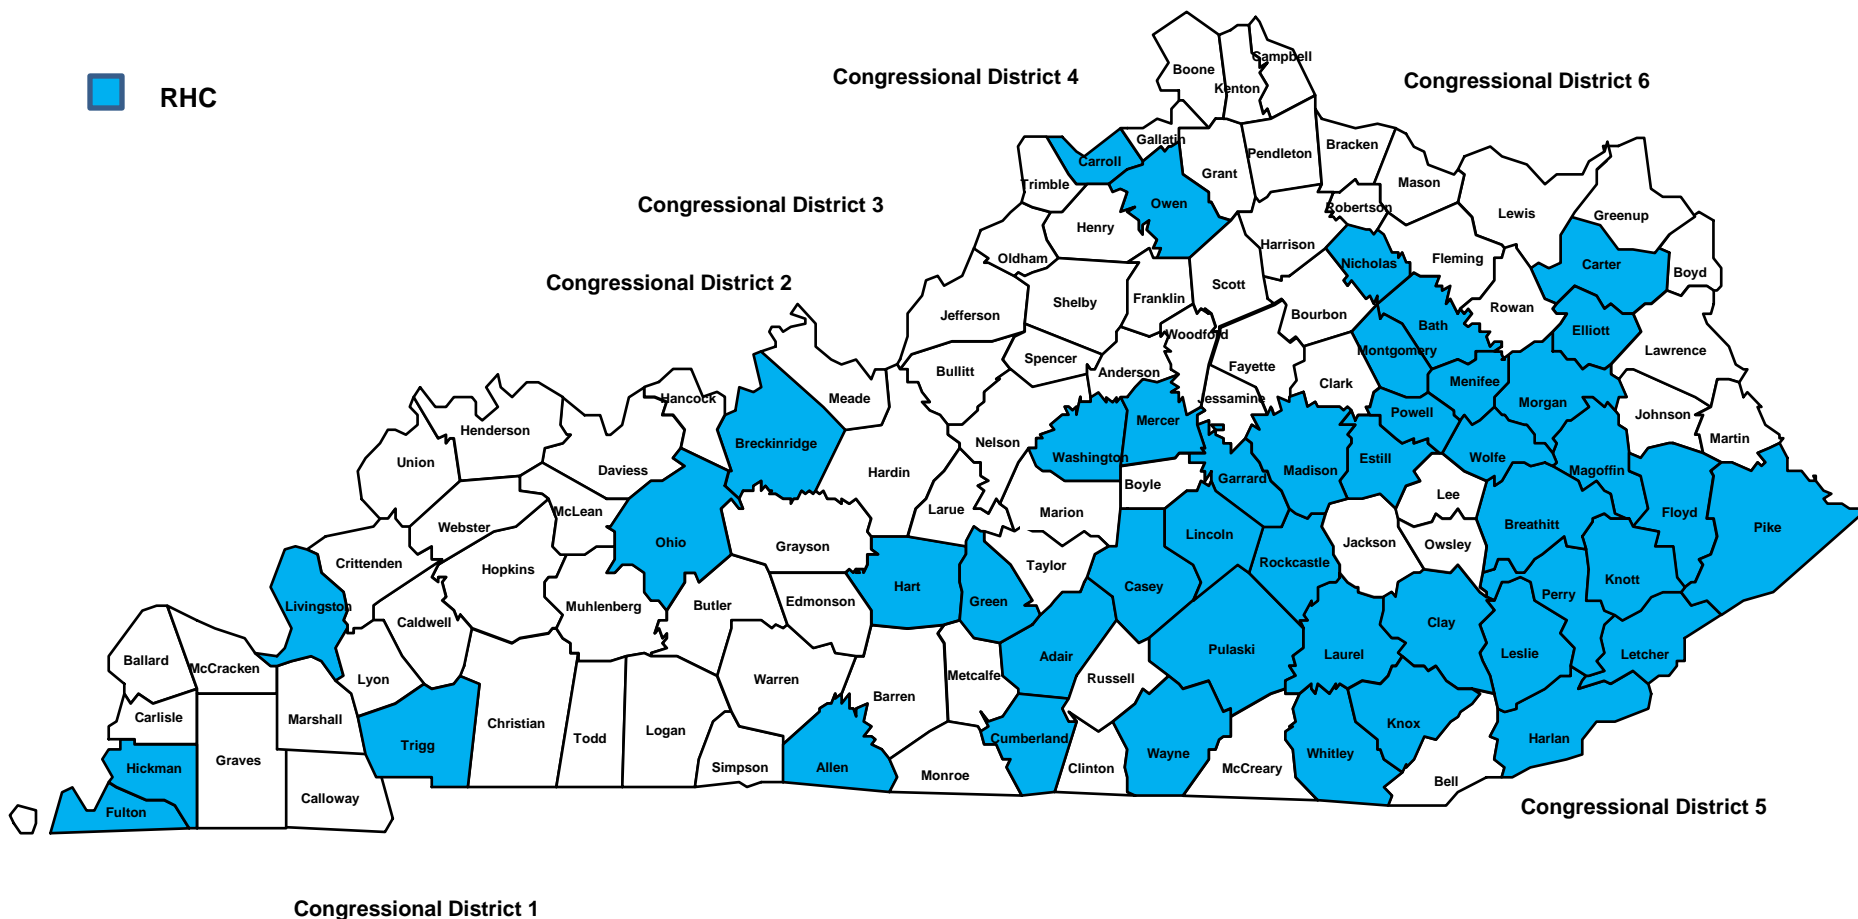 Congressional District 4
Congressional District 6
RHC
Congressional District 3
Congressional District 2
Boone
Kenton
Campbell
Gallatin
Carroll
Trimble
Owen
Grant
Pendleton
Bracken
Mason
Robertson
Lewis
Greenup
Henry
Oldham
Harrison
Nicholas
Fleming
Carter
Boyd
Jefferson
Shelby
Franklin
Scott
Bourbon
Bath
Rowan
Elliott
Lawrence
Woodford
Montgomery
Bullitt
Spencer
Anderson
Fayette
Clark
Menifee
Morgan
Johnson
Martin
Hancock
Meade
Jessamine
Powell
Mercer
Henderson
Breckinridge
Nelson
Washington
Union
Daviess
Hardin
Madison
Estill
Wolfe
Magoffin
Garrard
Boyle
Lee
McLean
Larue
Marion
Webster
Floyd
Pike
Breathitt
Ohio
Grayson
Lincoln
Jackson
Owsley
Crittenden
Hopkins
Taylor
Rockcastle
Knott
Livingston
Muhlenberg
Butler
Edmonson
Hart
Green
Casey
Perry
Caldwell
Clay
Ballard
McCracken
Lyon
Warren
Metcalfe
Adair
Pulaski
Laurel
Leslie
Letcher
Russell
Barren
Carlisle
Marshall
Christian
Todd
Logan
Trigg
Cumberland
Knox
Harlan
Wayne
Whitley
Hickman
Graves
Simpson
Allen
Monroe
Clinton
McCreary
Bell
Calloway
Fulton
Congressional District 5
Congressional District 1